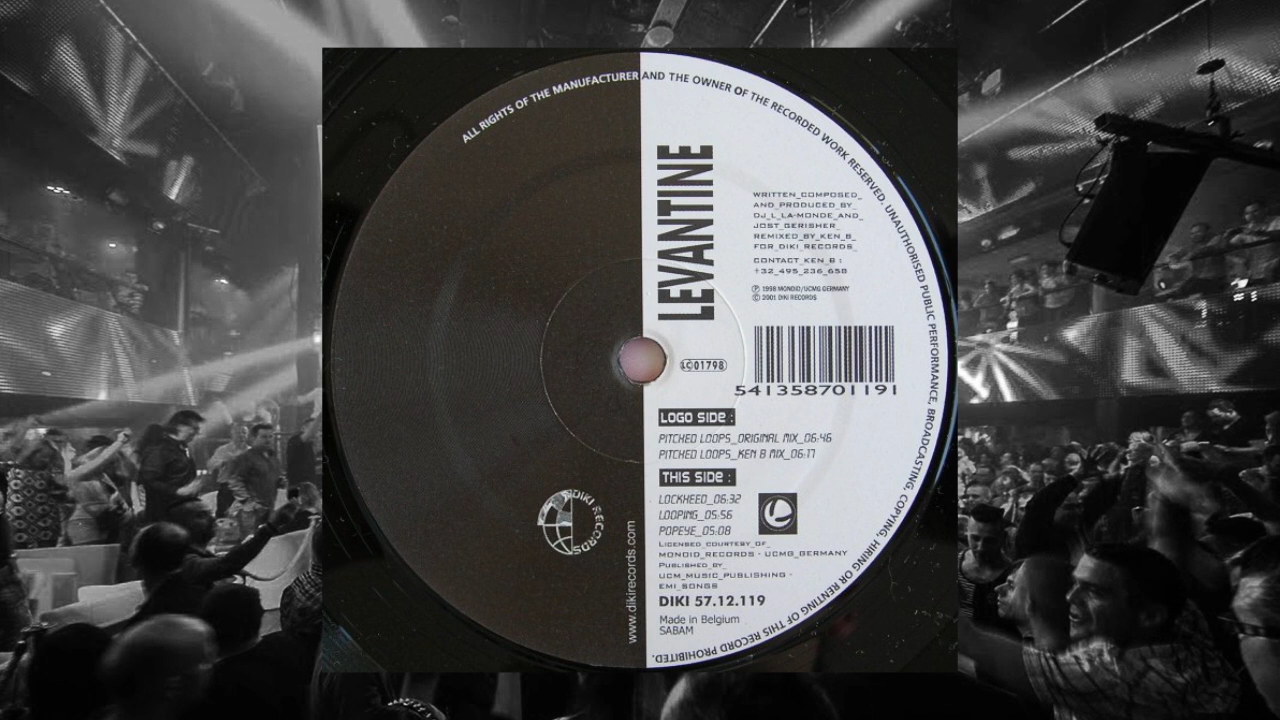 ALL RIGHTS OF THE MANUFACTURER AND THE OWNER OF THE RECORDED WORK RESERVED. UNAUTHORISED PUBLIC PERFORMANCE, BROADCASTING, COPYING, HIRING OR RENTING OF THIS RECORD PROHIBITED.
LEVANTINE
WRITTEN_COMPOSED_
AND_PRODUCED_BY_
DJ_L_LA-MONDE_AND_
JOST_GERISHER_
REMIXED_BY_KEN_B_
FOR_DIKI_RECORDS_
CONTACT_KEN_B :
+32_495_236_658
Ⓟ 1998 MONOID/UCMG GERMANY
© 2001 DIKI RECORDS
LC 01798
541358701191
LOGO SIDE :
PITCHED LOOPS_ORIGINAL MIX_06:46
PITCHED LOOPS_KEN B MIX_06:17
THIS SIDE :
LOCKHEED_06:32
LOOPING_05:56
POPEYE_05:08
LICENSED_COURTESY_OF_
MONOID_RECORDS - UCMG_GERMANY
PUBLISHED_BY_
UCM_MUSIC_PUBLISHING -
EMI_SONGS
DIKI 57.12.119
Made in Belgium
SABAM
DIKI RECORDS
www.dikirecords.com